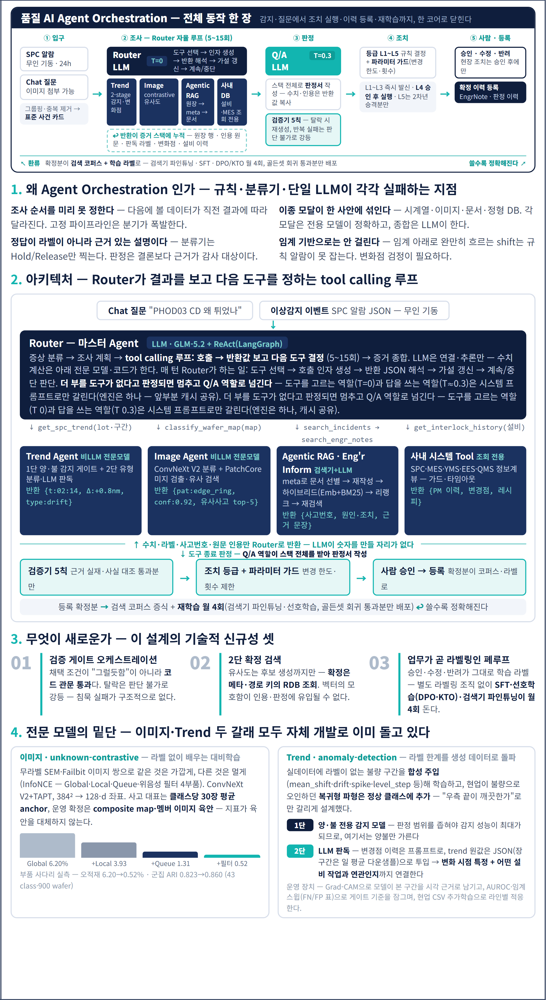 품질 AI Agent Orchestration — 전체 동작 한 장 감지·질문에서 조치 실행·이력 등록·재학습까지, 한 코어로 닫힌다
① 입구
SPC 알람
무인 기동 · 24h
Chat 질문
이미지 첨부 가능
그룹핑·중복 제거 →
표준 사건 카드
→
② 조사 — Router 자율 루프 (5~15회)
Router
LLM
T=0
도구 선택 → 인자 생성
→ 반환 해석 → 가설 갱
신 → 계속/중단
Trend
2-stage
감지·변
화점
Image
contrastive
유사도
Agentic
RAG
원장 →
meta →
문서
사내
DB
설비
·MES 조
회 전용
↩ 반환이 증거 스택에 누적 — 원장 행 · 인용 원
문 · 판독 라벨 · 변화점 · 설비 이력
→
③ 판정
Q/A
LLM
T=0.3
스택 전체로 판정서 작
성 — 수치·인용은 반환
값 복사
검증기 5칙 — 탈락 시
재생성, 반복 실패는 판
단 불가로 강등
→
④ 조치
등급 L1~L5 규칙 결정
+ 파라미터 가드(변경
한도·횟수)
L1~L3 즉시 발신 · L4 승
인 후 실행 · L5는 2차년
승격분만
→
⑤ 사람 · 등록
승인 · 수정 · 반려
현장 조치는 승인 후에
만
확정 이력 등록
EngrNote · 판정 이력
↖ 환류 확정분이 검색 코퍼스 + 학습 라벨로 — 검색기 파인튜닝 · SFT · DPO/KTO 월 4회, 골든셋 회귀 통과분만 배포
쓸수록 정확해진다 ↗
1. 왜 Agent Orchestration 인가 — 규칙·분류기·단일 LLM이 각각 실패하는 지점
조사 순서를 미리 못 정한다 — 다음에 볼 데이터가 직전 결과에 따라
달라진다. 고정 파이프라인은 분기가 폭발한다.
이종 모달이 한 사안에 섞인다 — 시계열·이미지·문서·정형 DB. 각
모달은 전용 모델이 정확하고, 종합은 LLM이 한다.
정답이 라벨이 아니라 근거 있는 설명이다 — 분류기는
Hold/Release만 찍는다. 판정은 결론보다 근거가 감사 대상이다.
임계 기반으로는 안 걸린다 — 임계 아래로 완만히 흐르는 shift는 규
칙 알람이 못 잡는다. 변화점 검정이 필요하다.
2. 아키텍처 — Router가 결과를 보고 다음 도구를 정하는 tool calling 루프
Chat 질문 "PHOD03 CD 왜 튀었나"
이상감지 이벤트 SPC 알람 JSON — 무인 기동
↓
Router — 마스터 Agent LLM · GLM-5.2 + ReAct(LangGraph)
증상 분류 → 조사 계획 → tool calling 루프: 호출 → 반환값 보고 다음 도구 결정 (5~15회) → 증거 종합. LLM은 연결·추론만 — 수치
계산은 아래 전문 모델·코드가 한다. 매 턴 Router가 하는 일: 도구 선택 → 호출 인자 생성 → 반환 JSON 해석 → 가설 갱신 → 계속/중
단 판단. 더 부를 도구가 없다고 판정되면 멈추고 Q/A 역할로 넘긴다 — 도구를 고르는 역할(T=0)과 답을 쓰는 역할(T≈0.3)은 시스템 프
롬프트로만 갈린다(엔진은 하나 — 앞부분 캐시 공유). 더 부를 도구가 없다고 판정되면 멈추고 Q/A 역할로 넘긴다 — 도구를 고르는 역할
(T 0)과 답을 쓰는 역할(T 0.3)은 시스템 프롬프트로만 갈린다(엔진은 하나, 캐시 공유).
↓ get_spc_trend(lot·구간)
↓ classify_wafer_map(map)
↓ search_incidents →
search_engr_notes
↓ get_interlock_history(설비)
Trend Agent 비LLM 전문모델
1단 양·불 감지 게이트 + 2단 유형
분류·LLM 판독
반환 {t:02:14, Δ:+0.8nm,
type:drift}
Image Agent 비LLM 전문모델
ConvNeXt V2 분류 + PatchCore
미지 검출·유사 검색
반환 {pat:edge_ring,
conf:0.92, 유사사고 top-5}
Agentic RAG · Eng'r
Inform 검색기+LLM
meta로 문서 선별 → 재작성 →
하이브리드(Emb+BM25) → 리랭
크 → 재검색
반환 {사고번호, 원인·조치, 근
거 문장}
사내 시스템 Tool 조회 전용
SPC·MES·YMS·EES·QMS 정보계
뷰 — 가드·타임아웃
반환 {PM 이력, 변경점, 레시
피}
↑ 수치·라벨·사고번호·원문 인용만 Router로 반환 — LLM이 숫자를 만들 자리가 없다
↓ 도구 종료 판정 — Q/A 역할이 스택 전체를 받아 판정서 작성
검증기 5칙 근거 실재·사실 대조 통과분
만
→
조치 등급 + 파라미터 가드 변경 한도·
횟수 제한
→
사람 승인 → 등록 확정분이 코퍼스·라벨
로
등록 확정분 → 검색 코퍼스 증식 + 재학습 월 4회(검색기 파인튜닝·선호학습, 골든셋 회귀 통과분만 배포) ↩ 쓸수록 정확해진다
3. 무엇이 새로운가 — 이 설계의 기술적 신규성 셋
01
검증 게이트 오케스트레이션
채택 조건이 "그럴듯함"이 아니라 코
드 관문 통과다. 탈락은 판단 불가로
강등 — 침묵 실패가 구조적으로 없다.
02
2단 확정 검색
유사도는 후보 생성까지만 — 확정은
메타·경로 키의 RDB 조회. 벡터의 모
호함이 인용·판정에 유입될 수 없다.
03
업무가 곧 라벨링인 폐루프
승인·수정·반려가 그대로 학습 라벨
— 별도 라벨링 조직 없이 SFT·선호학
습(DPO·KTO)·검색기 파인튜닝이 월
4회 돈다.
4. 전문 모델의 밑단 — 이미지·Trend 두 갈래 모두 자체 개발로 이미 돌고 있다
이미지 · unknown-contrastive — 라벨 없이 배우는 대비학습
무라벨 SEM·Failbit 이미지 쌍으로 같은 것은 가깝게, 다른 것은 멀게
(InfoNCE — Global·Local·Queue·위음성 필터 4부품). ConvNeXt
V2+TAPT, 384² → 128-d 좌표. 사고 대표는 클래스당 30장 평균
anchor, 운영 확정은 composite map·멤버 이미지 육안 — 지표가 육
안을 대체하지 않는다.
Global 6.20%
+Local 3.93
+Queue 1.31
+필터 0.52
부품 사다리 실측 — 오적재 6.20→0.52% · 군집 ARI 0.823→0.860 (43
class·900 wafer)
Trend · anomaly-detection — 라벨 한계를 생성 데이터로 돌파
실데이터에 라벨이 없는 불량 구간을 합성 주입
(mean_shift·drift·spike·level_step 등)해 학습하고, 현업이 불량으로
오인하던 복귀형 파형은 정상 클래스에 추가 — "우측 끝이 깨끗한가"로
만 갈리게 설계했다.
1단
양·불 전용 감지 모델 — 판정 범위를 좁혀야 감지 성능이 최대가
되므로, 여기서는 양불만 가른다
2단
LLM 판독 — 변경점 이력은 프롬프트로, trend 원값은 JSON(장
구간은 일 평균 다운샘플)으로 투입 → 변화 시점 특정 + 어떤 설
비 작업과 연관인지까지 연결한다
운영 장치 — Grad-CAM으로 모델이 본 구간을 시각 근거로 남기고, AUROC·임계
스윕(FN/FP 표)으로 게이트 기준을 잠그며, 현업 CSV 추가학습으로 라인별 적응
한다.